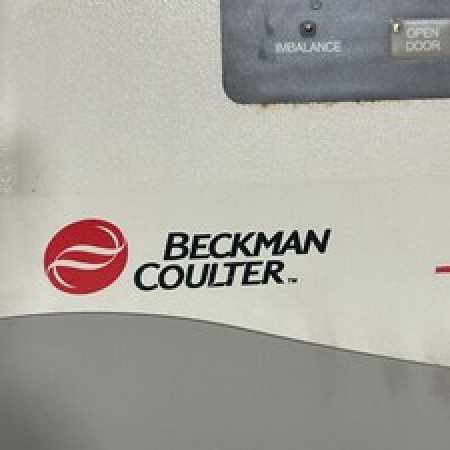 IMBALANCE
OPEN
DOOR
BECKMAN
COULTER™